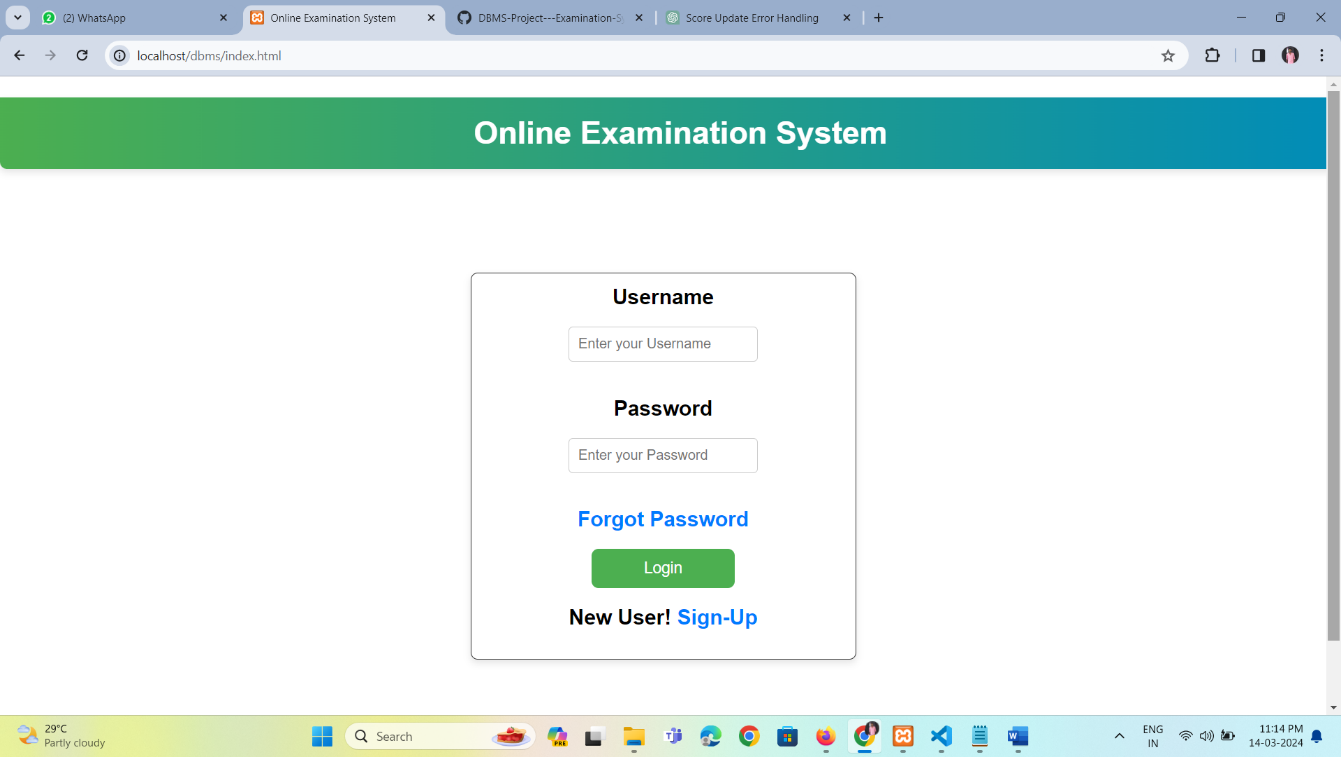 (2) WhatsApp
Online Examination System
DBMS-Project---Examination-S
Score Update Error Handling
localhost/dbms/index.html
Online Examination System
Username
Enter your Username
Password
Enter your Password
Forgot Password
Login
New User! Sign-Up
29°C
Partly cloudy
Search
PRE
ENG
IN
11:14 PM
14-03-2024